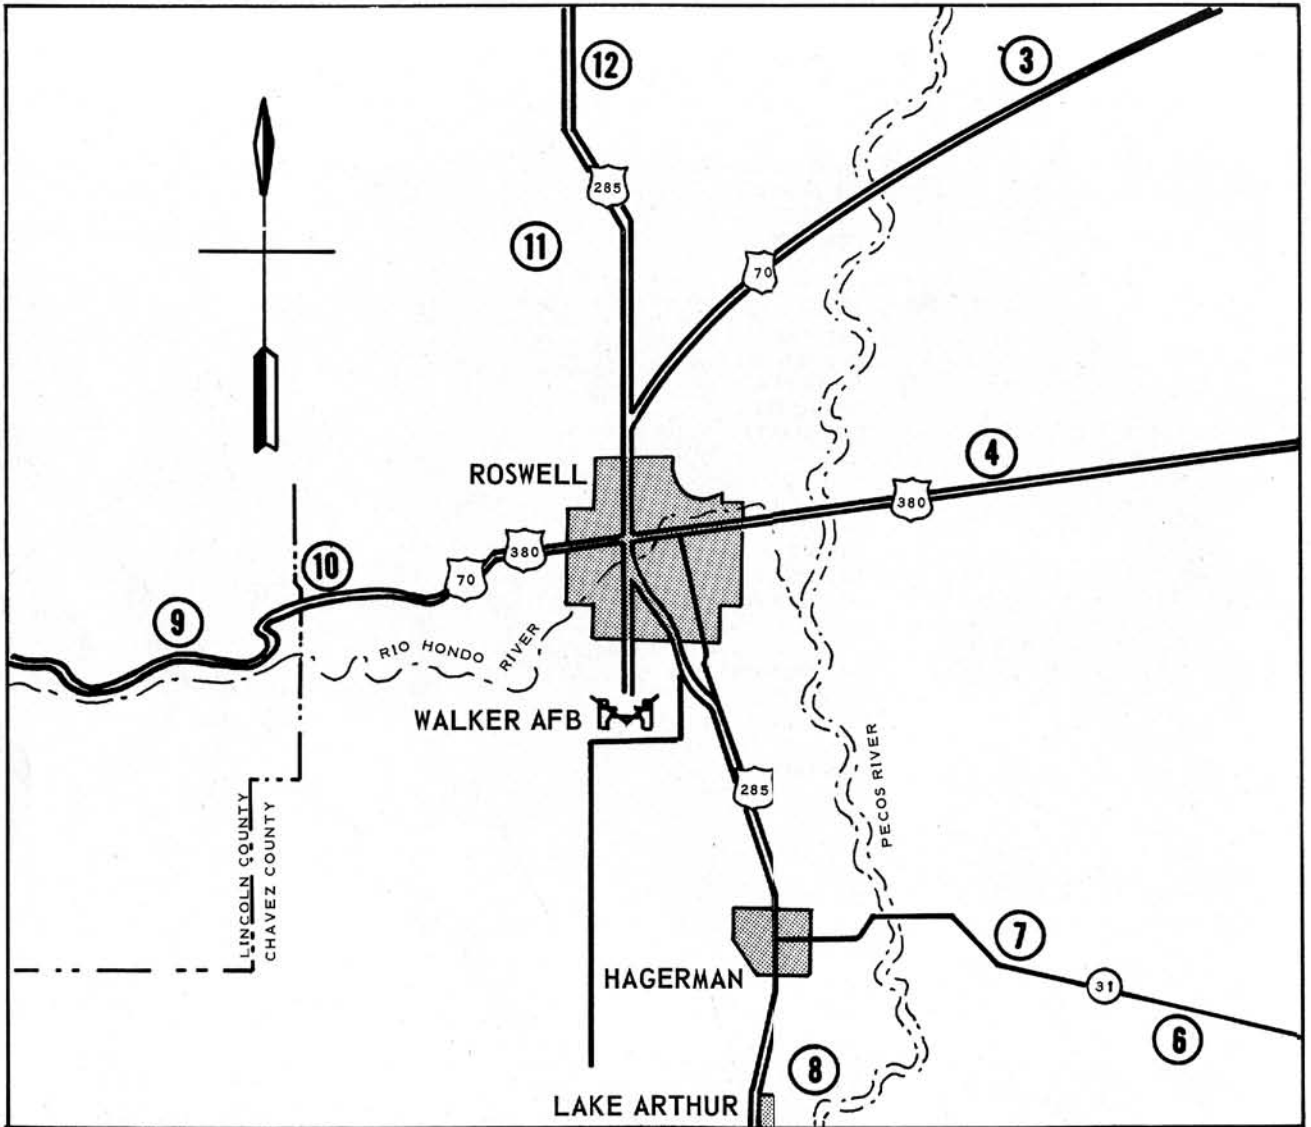 12
3
285
11
70
ROSWELL
4
380
380
10
70
9
RIO HONDO RIVER
WALKER AFB
PECOS RIVER
285
LINCOLN COUNTY
CHAVEZ COUNTY
7
HAGERMAN
31
6
8
LAKE ARTHUR